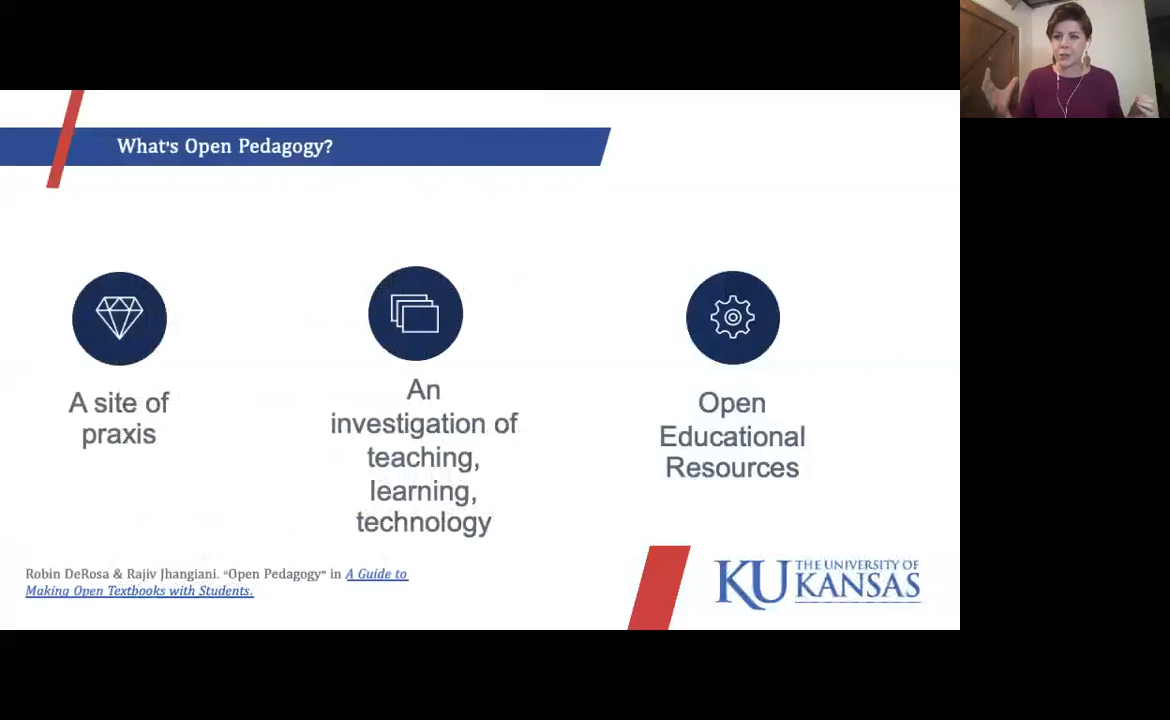 What's Open Pedagogy?
A site of
praxis
An
investigation of
teaching,
learning,
technology
Open
Educational
Resources
Robin DeRosa & Rajiv Jhangiani. “Open Pedagogy” in A Guide to
Making Open Textbooks with Students.
KU THE UNIVERSITY OF
KANSAS